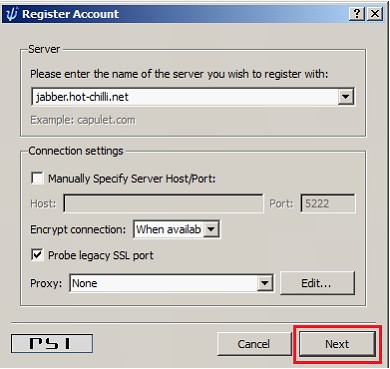 Register Account
Server
Please enter the name of the server you wish to register with:
jabber.hot-chilli.net
Example: capulet.com
Connection settings
Manually Specify Server Host/Port:
Host: Port: 5222
Encrypt connection: When availab
Probe legacy SSL port
Proxy: None Edit...
PSI Cancel Next